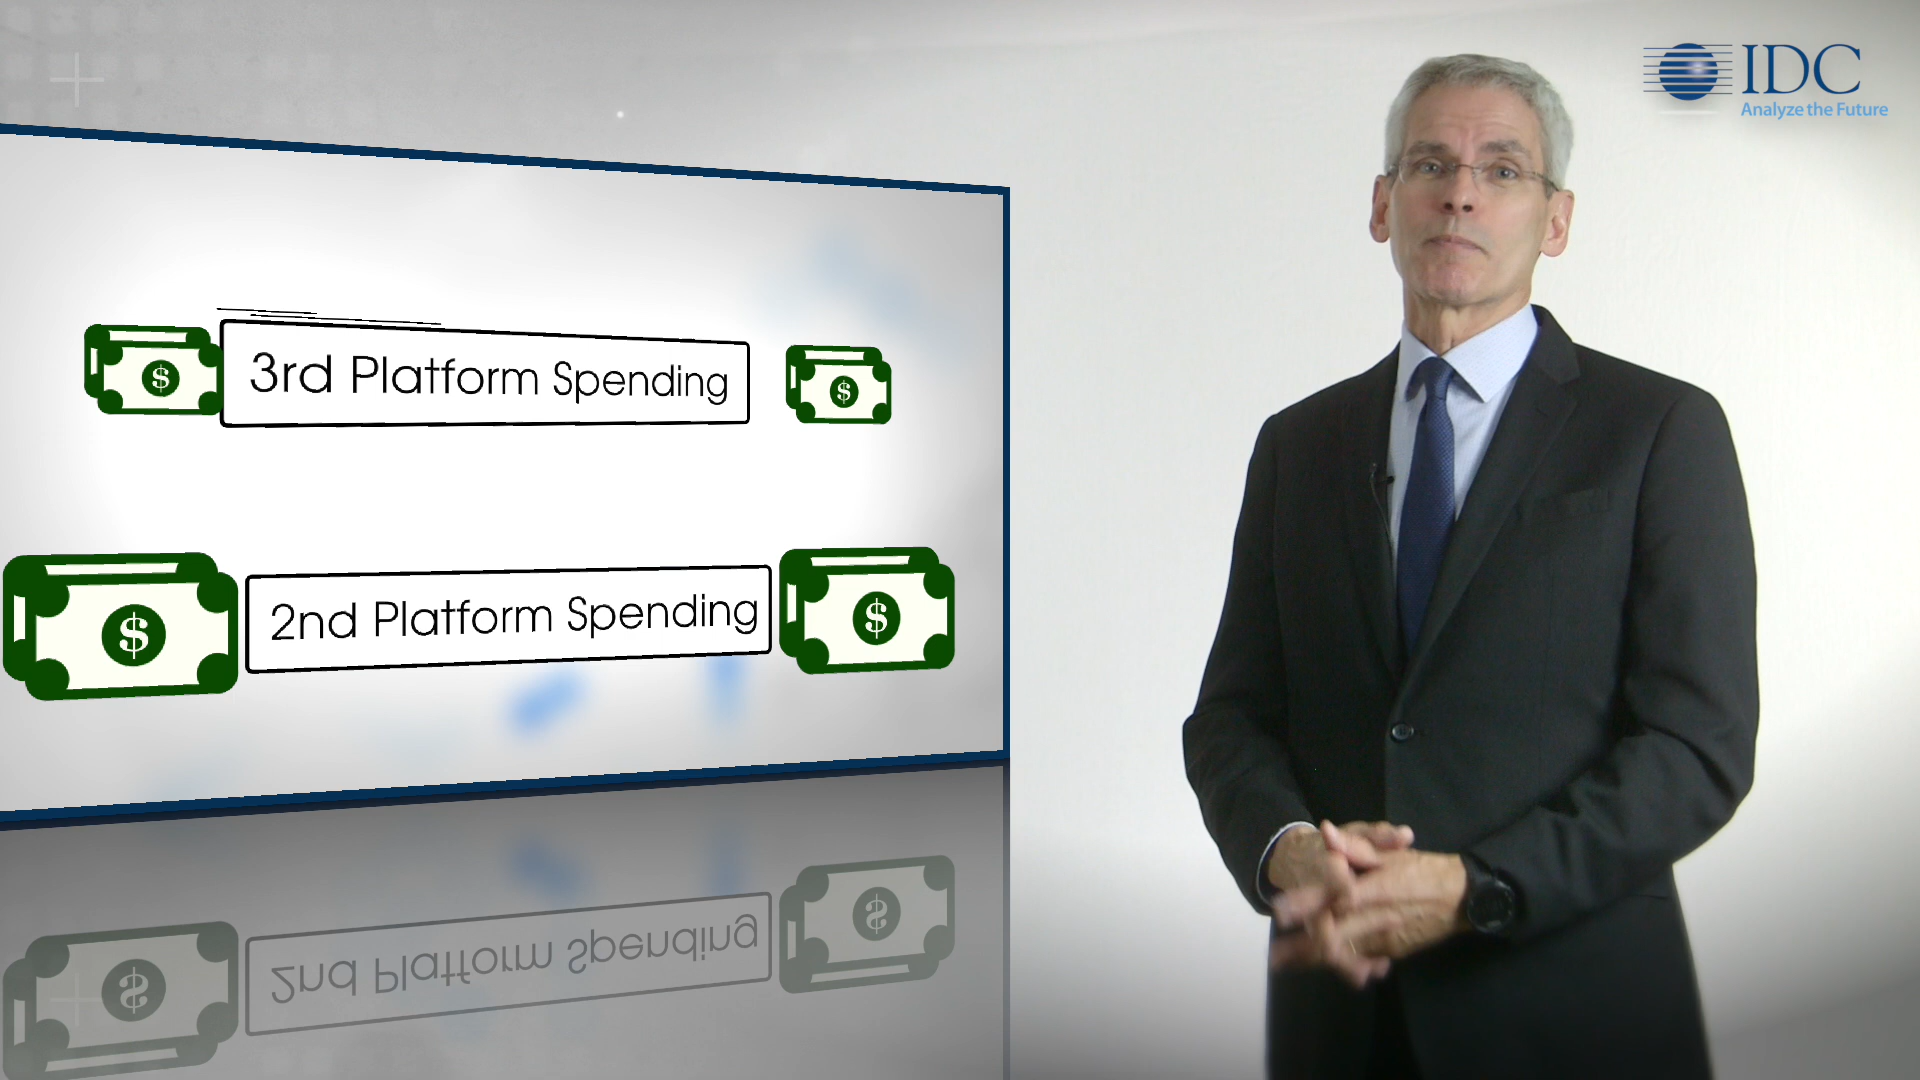 IDC
Analyze the Future
$ 3rd Platform Spending $
$ 2nd Platform Spending $
$ 2nd Platform Spending $